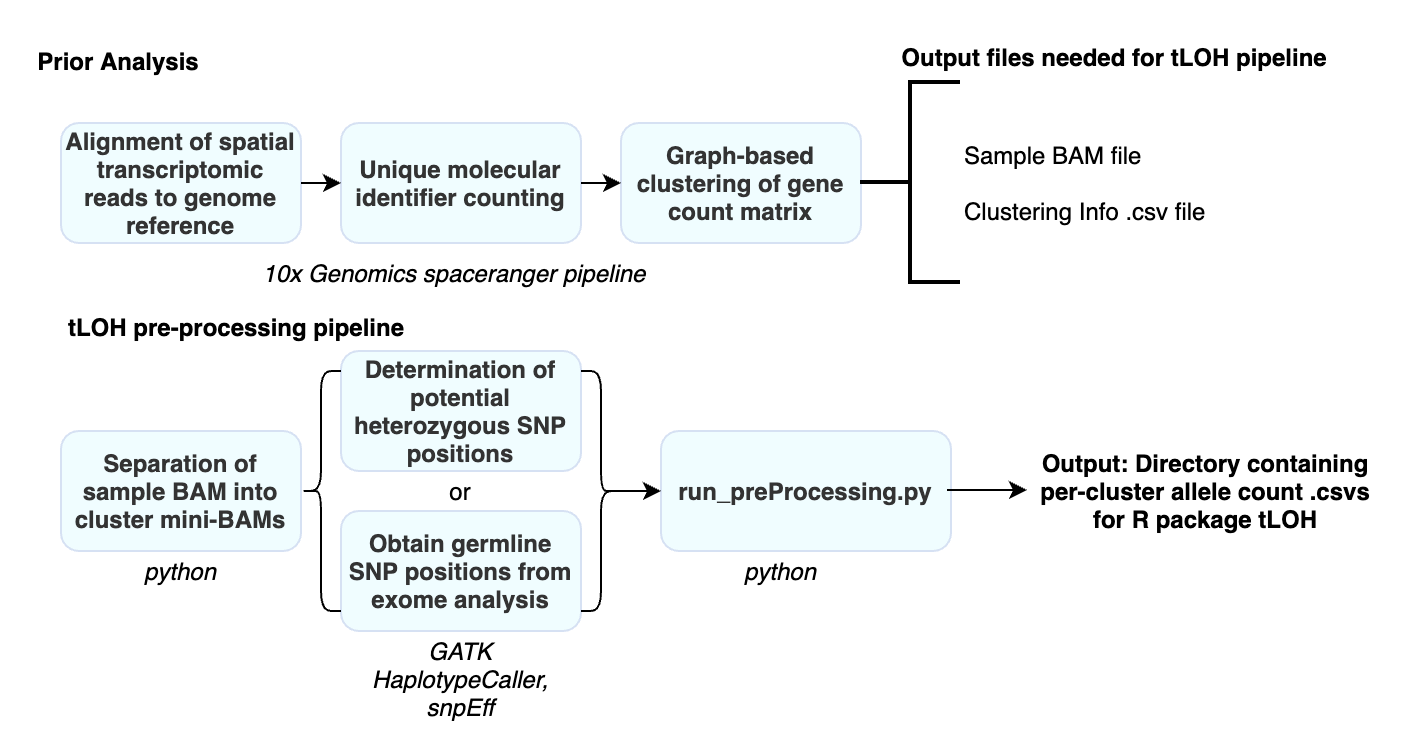 Prior Analysis
Output files needed for tLOH pipeline
Alignment of spatial
transcriptomic
reads to genome
reference
Unique molecular
identifier counting
Graph-based
clustering of gene
count matrix
Sample BAM file
Clustering Info .csv file
10x Genomics spaceranger pipeline
tLOH pre-processing pipeline
Separation of
sample BAM into
cluster mini-BAMs
python
Determination of
potential
heterozygous SNP
positions
or
Obtain germline
SNP positions from
exome analysis
GATK
HaplotypeCaller,
snpEff
run_preProcessing.py
python
Output: Directory containing
per-cluster allele count .csvs
for R package tLOH